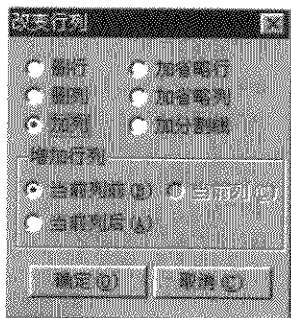 改变行列
删行 加省略行
删列 加省略列
加列 加分割线
增加行列
当前列前(B) 当前列(C)
当前列后(A)
确定(O) 取消(C)